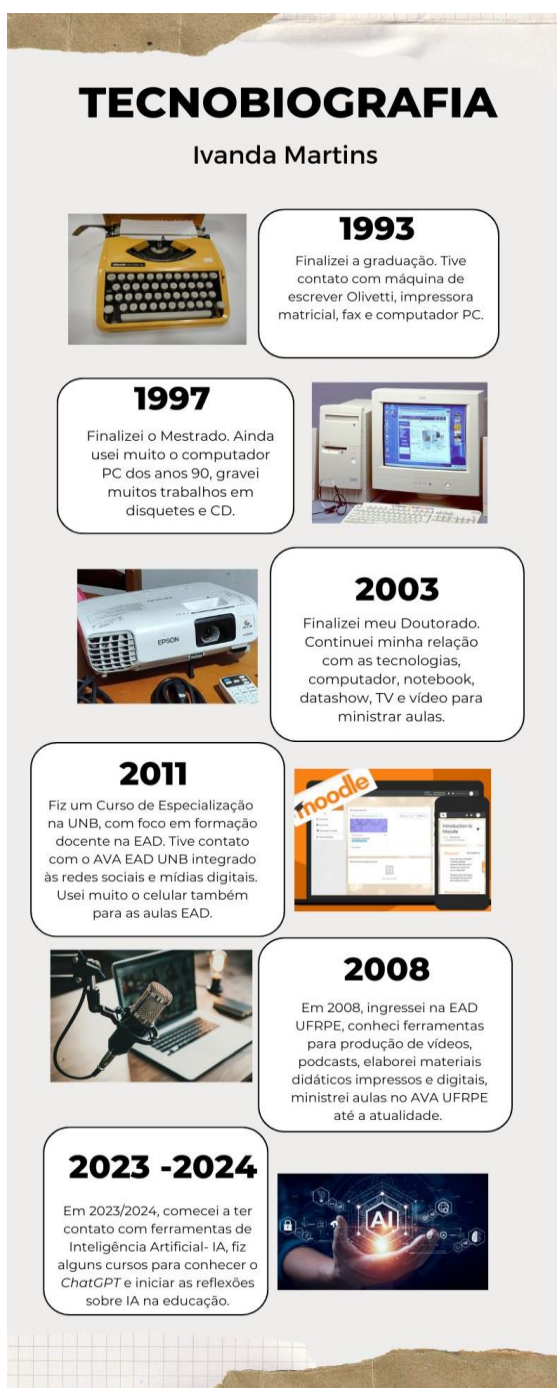 TECNOBIOGRAFIA
Ivanda Martins
1993
Finalizei a graduação. Tive
contato com máquina de
escrever Olivetti, impressora
matricial, fax e computador PC.
1997
Finalizei o Mestrado. Ainda
usei muito o computador
PC dos anos 90, gravei
muitos trabalhos em
disquetes e CD.
EPSON
2003
Finalizei meu Doutorado.
Continuei minha relação
com as tecnologias,
computador, notebook,
datashow, TV e vídeo para
ministrar aulas.
2011
Fiz um Curso de Especialização
na UNB, com foco em formação
docente na EAD. Tive contato
com o AVA EAD UNB integrado
às redes sociais e mídias digitais.
Usei muito o celular também
para as aulas EAD.
moodle
Introduction to
Moodle
2008
Em 2008, ingressei na EAD
UFRPE, conheci ferramentas
para produção de vídeos,
podcasts, elaborei materiais
didáticos impressos e digitais,
ministrei aulas no AVA UFRPE
até a atualidade.
2023 -2024
Em 2023/2024, comecei a ter
contato com ferramentas de
Inteligência Artificial- IA, fiz
alguns cursos para conhecer o
ChatGPT e iniciar as reflexões
sobre IA na educação.
AI